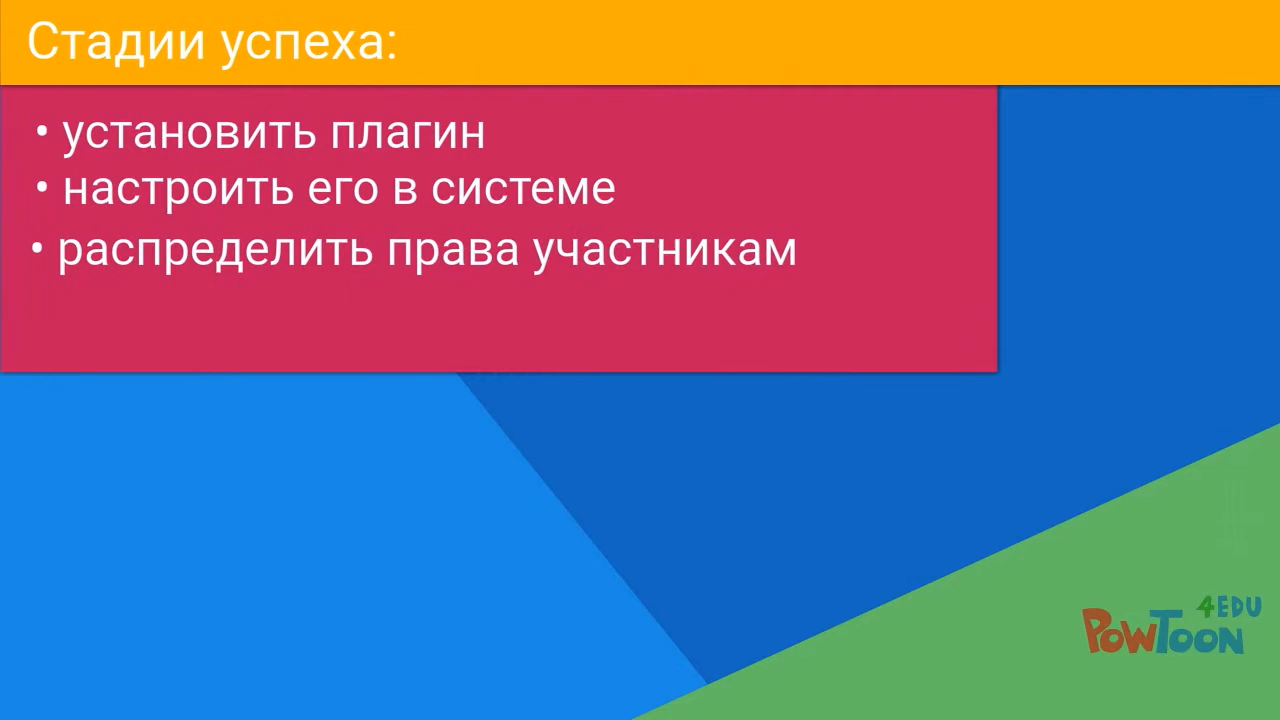 Стадии успеха:
• установить плагин
• настроить его в системе
• распределить права участникам
4EDU
PowToon